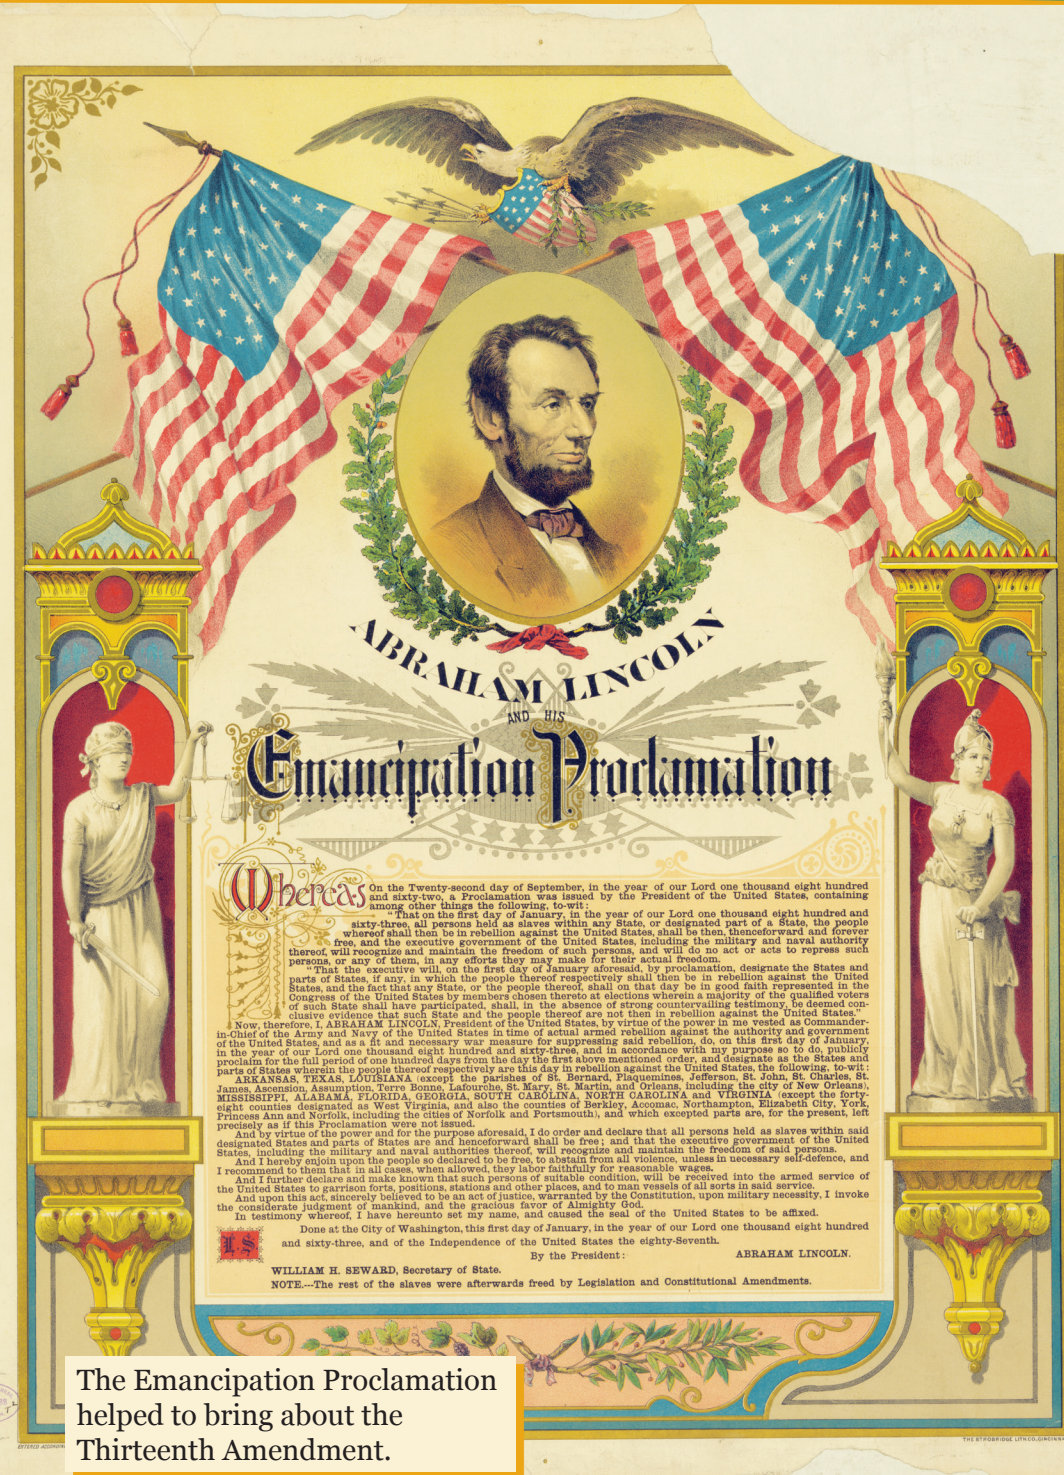 ABRAHAM LINCOLN
AND HIS
Emancipation Proclamation
Whereas On the Twenty-second day of September, in the year of our Lord one thousand eight hundred
and sixty-two, a Proclamation was issued by the President of the United States, containing
among other things the following, to-wit:
"That on the first day of January, in the year of our Lord one thousand eight hundred and
sixty-three, all persons held as slaves within any State, or designated part of a State, the people
whereof shall then be in rebellion against the United States, shall be then, thenceforward and forever
free, and the executive government of the United States, including the military and naval authority
thereof, will recognize and maintain the freedom of such persons, and will do no act or acts to repress such
persons, or any of them, in any efforts they may make for their actual freedom.
"That the executive will, on the first day of January aforesaid, by proclamation, designate the States and
parts of States, if any, in which the people thereof respectively shall then be in rebellion against the United
States, and the fact that any State, or the people thereof, shall on that day be in good faith represented in the
Congress of the United States by members chosen thereto at elections wherein a majority of the qualified voters
of such State shall have participated, shall, in the absence of strong countervailing testimony, be deemed con-
clusive evidence that such State and the people thereof are not then in rebellion against the United States."
Now, therefore, I, ABRAHAM LINCOLN, President of the United States, by virtue of the power in me vested as Commander-
in-Chief of the Army and Navy of the United States in time of actual armed rebellion against the authority and government
of the United States, and as a fit and necessary war measure for suppressing said rebellion, do, on this first day of January,
in the year of our Lord one thousand eight hundred and sixty-three, and in accordance with my purpose so to do, publicly
proclaim for the full period of one hundred days from the day the first above mentioned order, and designate as the States and
parts of States wherein the people thereof respectively are this day in rebellion against the United States, the following, to-wit:
ARKANSAS, TEXAS, LOUISIANA (except the parishes of St. Bernard, Plaquemines, Jefferson, St. John, St. Charles, St.
James, Ascension, Assumption, Terre Bonne, Lafourche, St. Mary, St. Martin, and Orleans, including the city of New Orleans),
MISSISSIPPI, ALABAMA, FLORIDA, GEORGIA, SOUTH CAROLINA, NORTH CAROLINA and VIRGINIA (except the forty-
eight counties designated as West Virginia, and also the counties of Berkley, Accomac, Northampton, Elizabeth City, York,
Princess Ann and Norfolk, including the cities of Norfolk and Portsmouth), and which excepted parts are, for the present, left
precisely as if this Proclamation were not issued.
And by virtue of the power and for the purpose aforesaid, I do order and declare that all persons held as slaves within said
designated States and parts of States are and henceforward shall be free; and that the executive government of the United
States, including the military and naval authorities thereof, will recognize and maintain the freedom of said persons.
And I hereby enjoin upon the people so declared to be free, to abstain from all violence, unless in necessary self-defence, and
I recommend to them that in all cases, when allowed, they labor faithfully for reasonable wages.
And I further declare and make known that such persons of suitable condition, will be received into the armed service of
the United States to garrison forts, positions, stations and other places, and to man vessels of all sorts in said service.
And upon this act, sincerely believed to be an act of justice, warranted by the Constitution, upon military necessity, I invoke
the considerate judgment of mankind, and the gracious favor of Almighty God.
In testimony whereof, I have hereunto set my name, and caused the seal of the United States to be affixed.
L.S.
Done at the City of Washington, this first day of January, in the year of our Lord one thousand eight hundred
and sixty-three, and of the Independence of the United States the eighty-Seventh.
By the President: ABRAHAM LINCOLN.
WILLIAM H. SEWARD, Secretary of State.
NOTE.---The rest of the slaves were afterwards freed by Legislation and Constitutional Amendments.
The Emancipation Proclamation
helped to bring about the
Thirteenth Amendment.
ENTERED
THE STROBRIDGE LITH.CO.